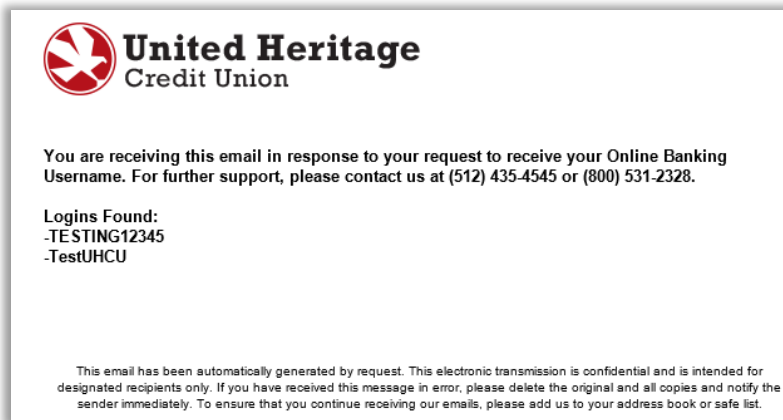 United Heritage
Credit Union
You are receiving this email in response to your request to receive your Online Banking
Username. For further support, please contact us at (512) 435-4545 or (800) 531-2328.
Logins Found:
-TESTING12345
-TestUHCU
This email has been automatically generated by request. This electronic transmission is confidential and is intended for
designated recipients only. If you have received this message in error, please delete the original and all copies and notify the
sender immediately. To ensure that you continue receiving our emails, please add us to your address book or safe list.